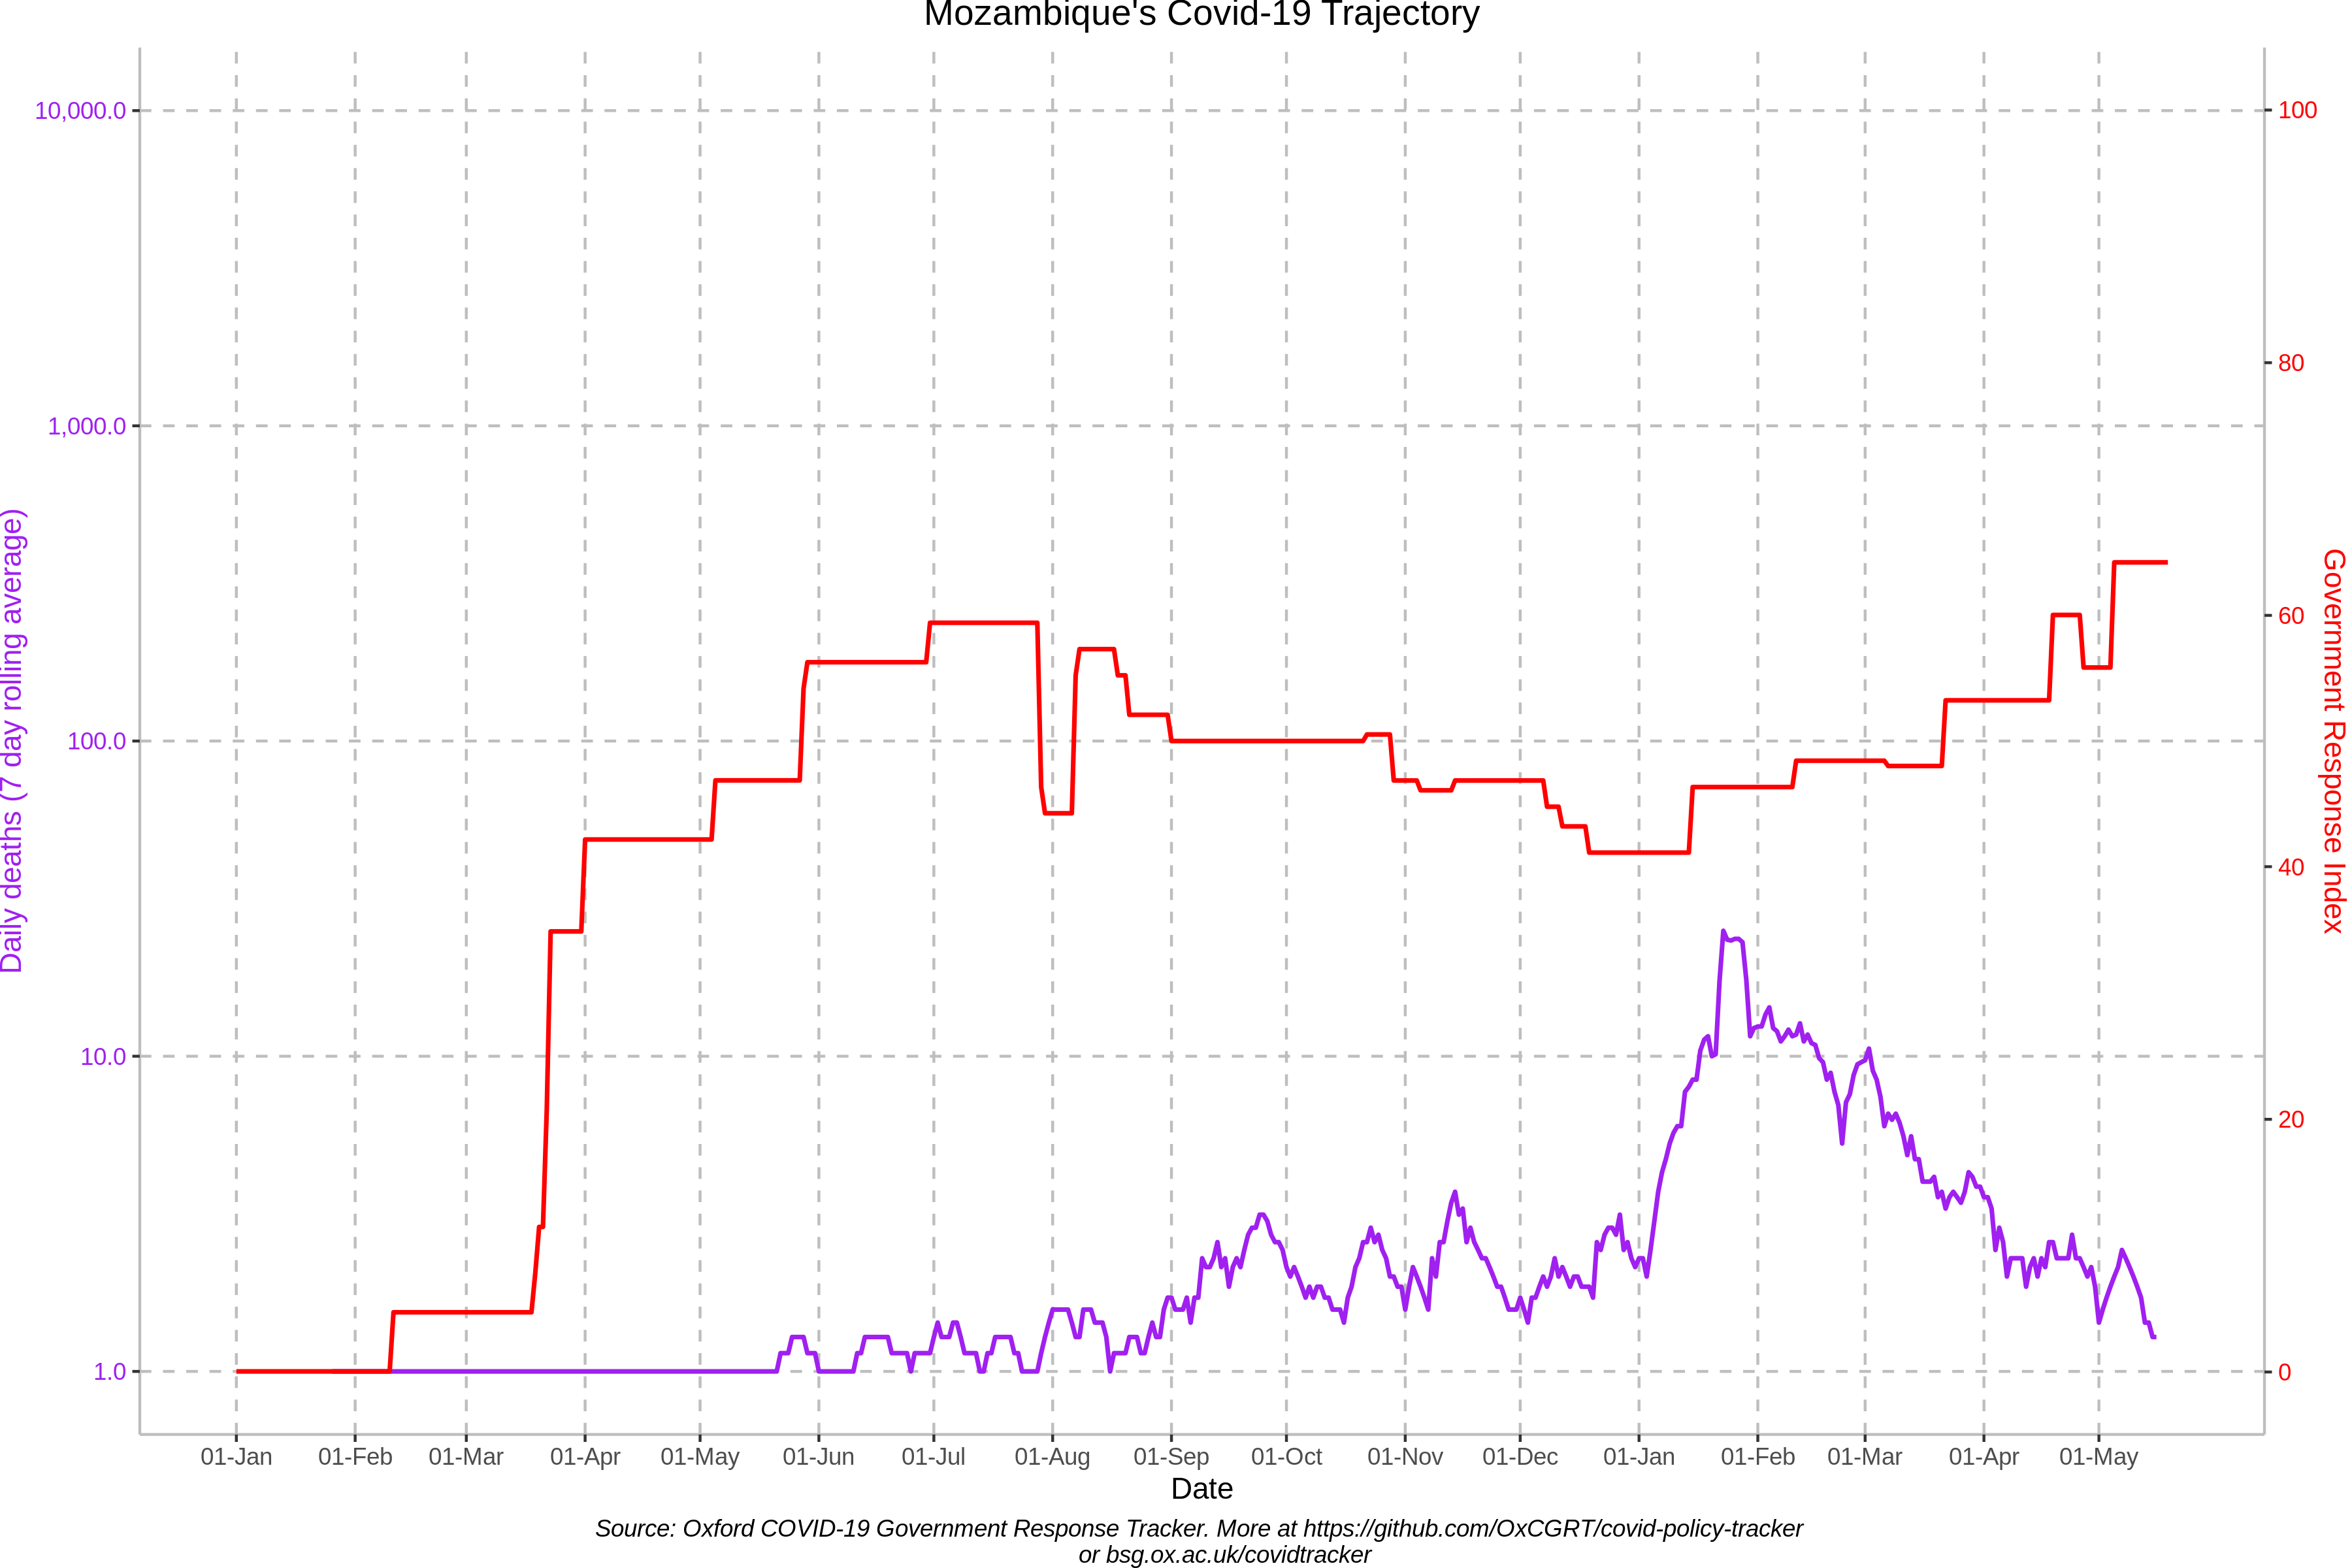 Mozambique's Covid-19 Trajectory
10,000.0
1,000.0
100.0
10.0
1.0
Daily deaths (7 day rolling average)
100
80
60
40
20
0
Government Response Index
01-Jan 01-Feb 01-Mar 01-Apr 01-May 01-Jun 01-Jul 01-Aug 01-Sep 01-Oct 01-Nov 01-Dec 01-Jan 01-Feb 01-Mar 01-Apr 01-May
Date
Source: Oxford COVID-19 Government Response Tracker. More at https://github.com/OxCGRT/covid-policy-tracker
or bsg.ox.ac.uk/covidtracker